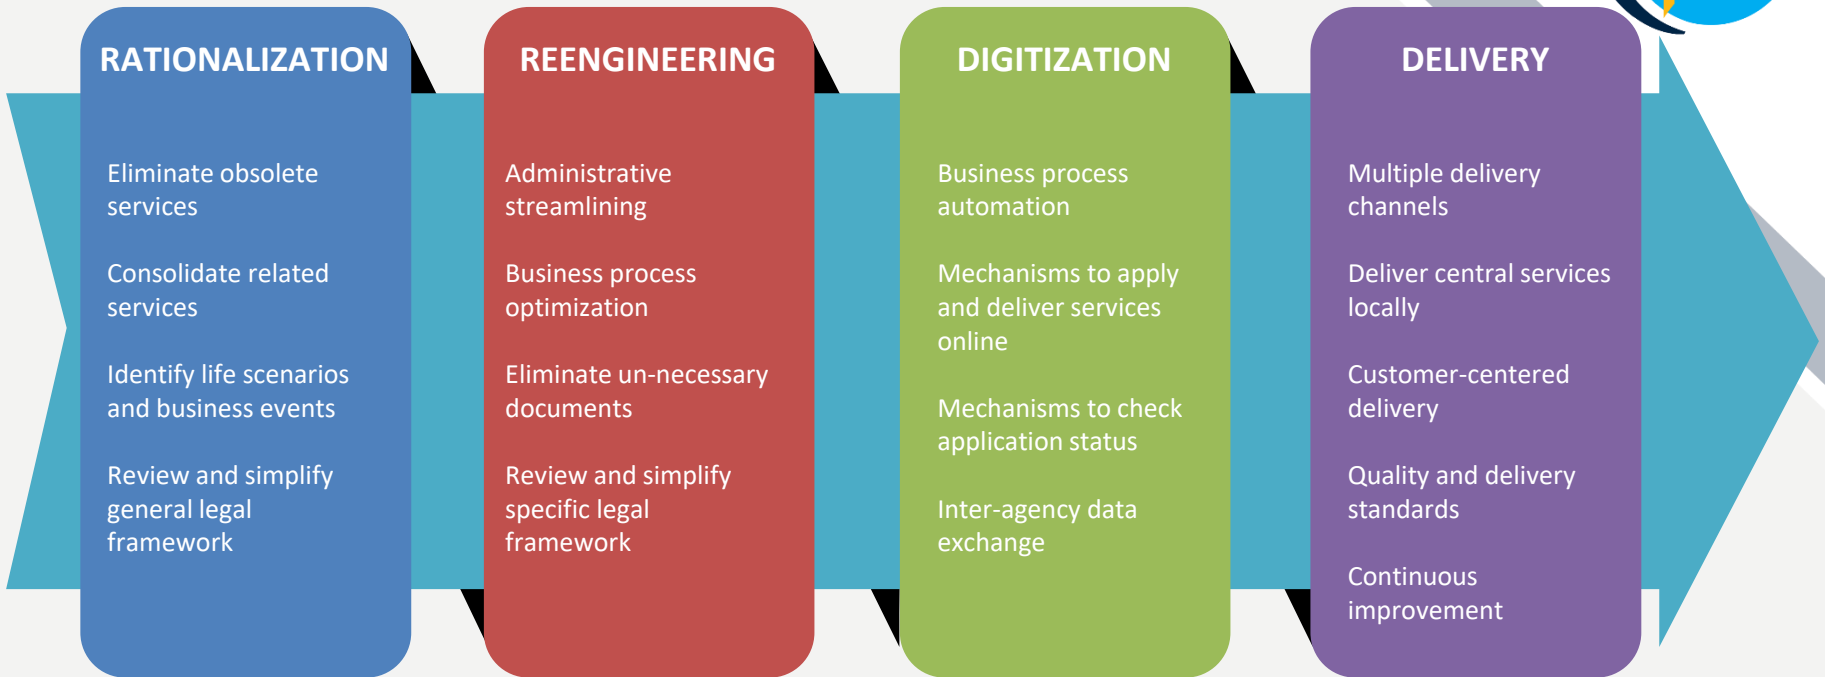 RATIONALIZATION
Eliminate obsolete
services
Consolidate related
services
Identify life scenarios
and business events
Review and simplify
general legal
framework
REENGINEERING
Administrative
streamlining
Business process
optimization
Eliminate un-necessary
documents
Review and simplify
specific legal
framework
DIGITIZATION
Business process
automation
Mechanisms to apply
and deliver services
online
Mechanisms to check
application status
Inter-agency data
exchange
DELIVERY
Multiple delivery
channels
Deliver central services
locally
Customer-centered
delivery
Quality and delivery
standards
Continuous
improvement